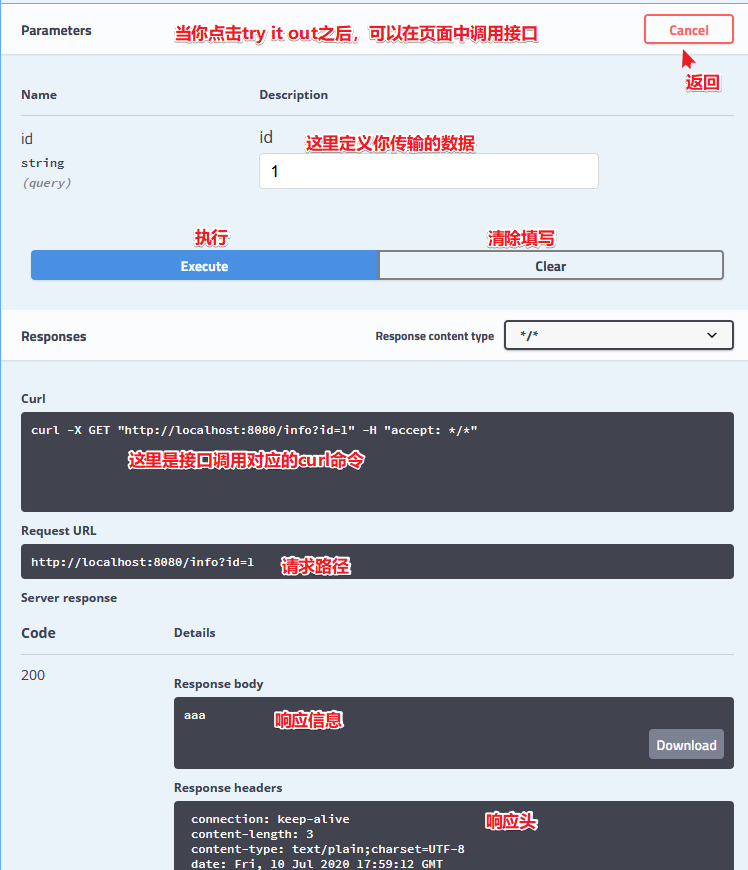 Parameters
当你点击try it out之后，可以在页面中调用接口
Cancel
返回
Name Description
id id
这里定义你传输的数据
string
1
(query)
执行 清除填写
Execute Clear
Responses Response content type */*
Curl
curl -X GET "http://localhost:8080/info?id=1" -H "accept: */*"
这里是接口调用对应的curl命令
Request URL
http://localhost:8080/info?id=1 请求路径
Server response
Code Details
200
Response body
aaa
响应信息
Download
Response headers
connection: keep-alive
响应头
content-length: 3
content-type: text/plain;charset=UTF-8
date: Fri, 10 Jul 2020 17:59:12 GMT